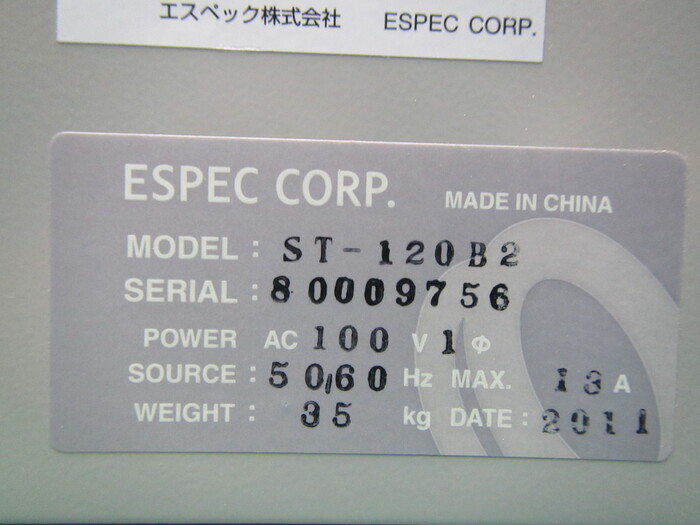 エスペック株式会社 ESPEC CORP.
ESPEC CORP. MADE IN CHINA
MODEL : ST-120B2
SERIAL : 80009756
POWER AC 100 V 1 Φ
SOURCE : 50/60 Hz MAX. 13 A
WEIGHT : 35 kg DATE : 2011